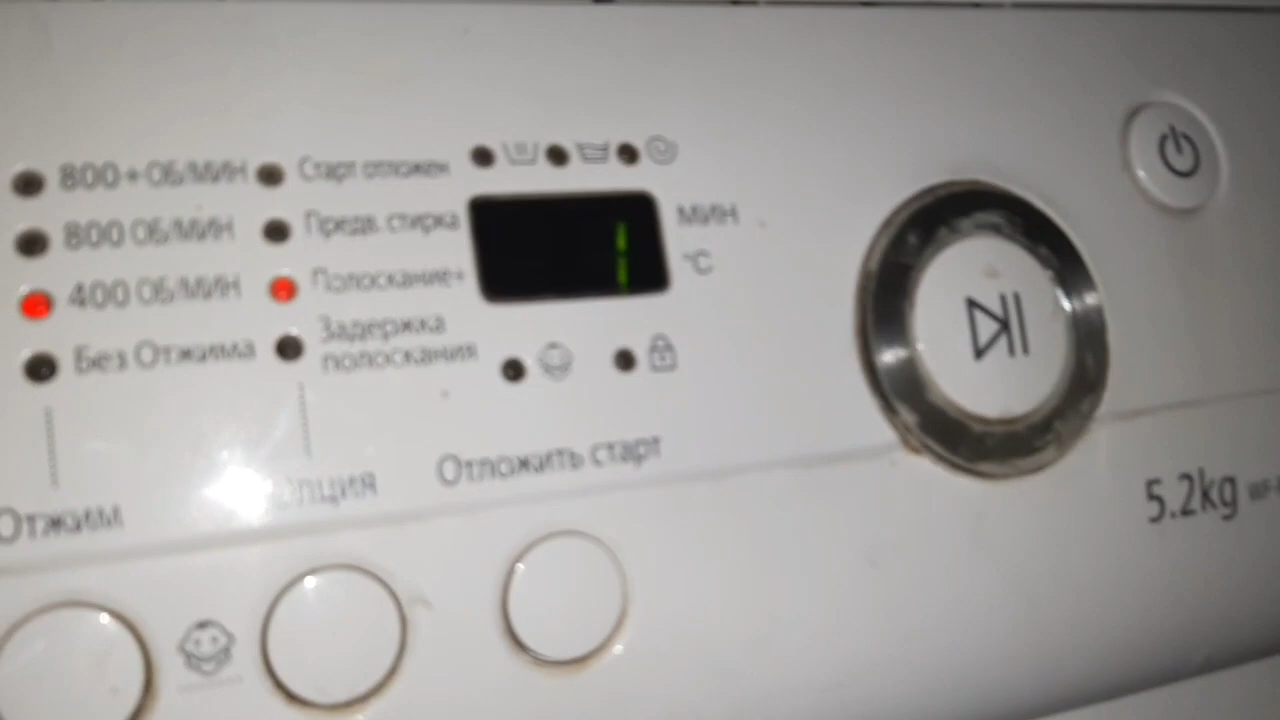 800+ ОБ/МИН
800 ОБ/МИН
400 ОБ/МИН
Без Отжима
Старт отложен
Предв. стирка
Полоскание+
Задержка
полоскания
МИН
°C
Отжим
Опция
Отложить старт
5.2kg